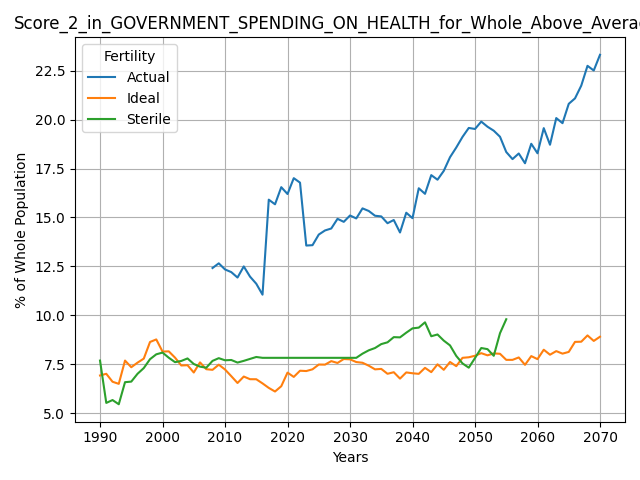 Score_2_in_GOVERNMENT_SPENDING_ON_HEALTH_for_Whole_Above_Avera
Fertility
Actual
Ideal
Sterile
% of Whole Population
22.5
20.0
17.5
15.0
12.5
10.0
7.5
5.0
1990 2000 2010 2020 2030 2040 2050 2060 2070
Years